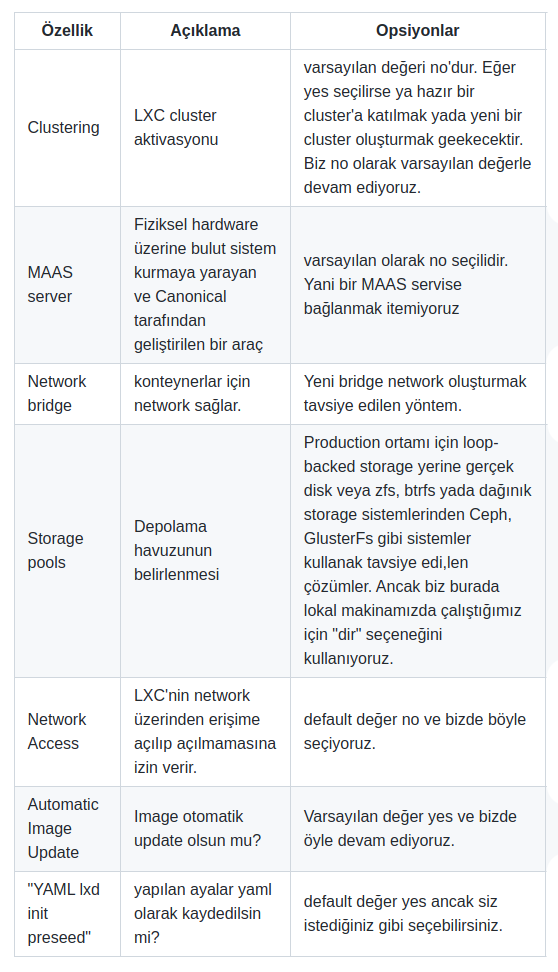 Özellik
Açıklama
Opsiyonlar
Clustering
LXC cluster
aktivasyonu
varsayılan değeri no'dur. Eğer
yes seçilirse ya hazır bir
cluster'a katılmak yada yeni bir
cluster oluşturmak geekecektir.
Biz no olarak varsayılan değerle
devam ediyoruz.
MAAS
server
Fiziksel hardware
üzerine bulut sistem
kurmaya yarayan
ve Canonical
tarafından
geliştirilen bir araç
varsayılan olarak no seçilidir.
Yani bir MAAS servise
bağlanmak itemiyoruz
Network
bridge
konteynerlar için
network sağlar.
Yeni bridge network oluşturmak
tavsiye edilen yöntem.
Storage
pools
Depolama
havuzunun
belirlenmesi
Production ortamı için loop-
backed storage yerine gerçek
disk veya zfs, btrfs yada dağınık
storage sistemlerinden Ceph,
GlusterFs gibi sistemler
kullanak tavsiye edi,len
çözümler. Ancak biz burada
lokal makinamızda çalıştığımız
için "dir" seçeneğini
kullanıyoruz.
Network
Access
LXC'nin network
üzerinden erişime
açılıp açılmamasına
izin verir.
default değer no ve bizde böyle
seçiyoruz.
Automatic
Image
Update
Image otomatik
update olsun mu?
Varsayılan değer yes ve bizde
öyle devam ediyoruz.
"YAML lxd
init
preseed"
yapılan ayalar yaml
olarak kaydedilsin
mi?
default değer yes ancak siz
istediğiniz gibi seçebilirsiniz.